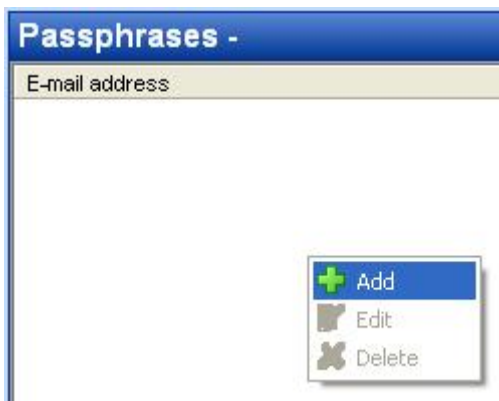 Passphrases -
E-mail address
Add
Edit
Delete